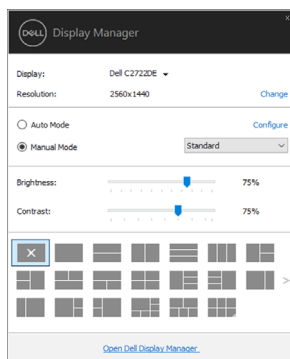 DELL Display Manager
Display: Dell C2722DE
Resolution: 2560x1440 Change
Auto Mode Configure
Manual Mode Standard
Brightness: 75%
Contrast: 75%
Open Dell Display Manager